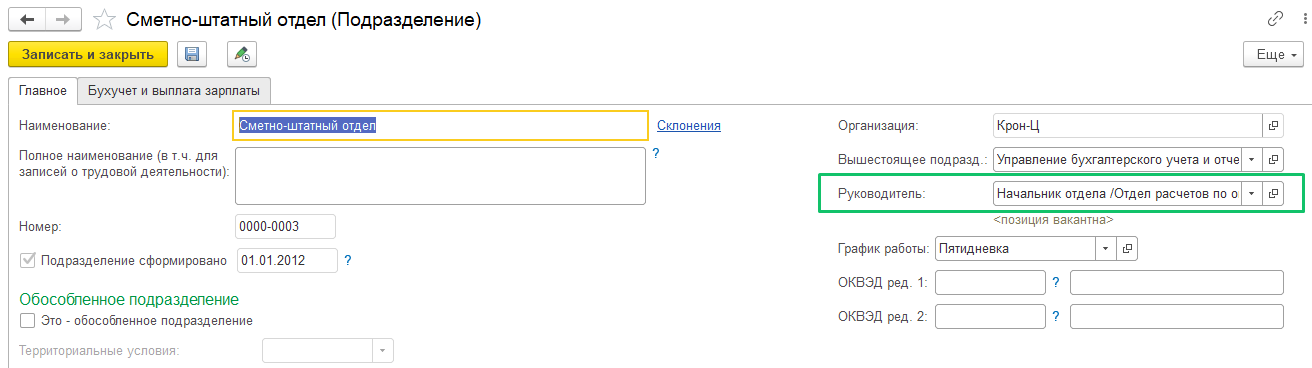 Сметно-штатный отдел (Подразделение)
Записать и закрыть
Еще
Главное
Бухучет и выплата зарплаты
Наименование:
Сметно-штатный отдел
Склонения
Полное наименование (в т.ч. для
записей о трудовой деятельности):
?
Номер:
0000-0003
Подразделение сформировано
01.01.2012
?
Обособленное подразделение
Это - обособленное подразделение
Территориальные условия:
Организация:
Крон-Ц
Вышестоящее подразд.:
Управление бухгалтерского учета и отче
Руководитель:
Начальник отдела /Отдел расчетов по о
<позиция вакантна>
График работы:
Пятидневка
ОКВЭД ред. 1:
?
ОКВЭД ред. 2:
?